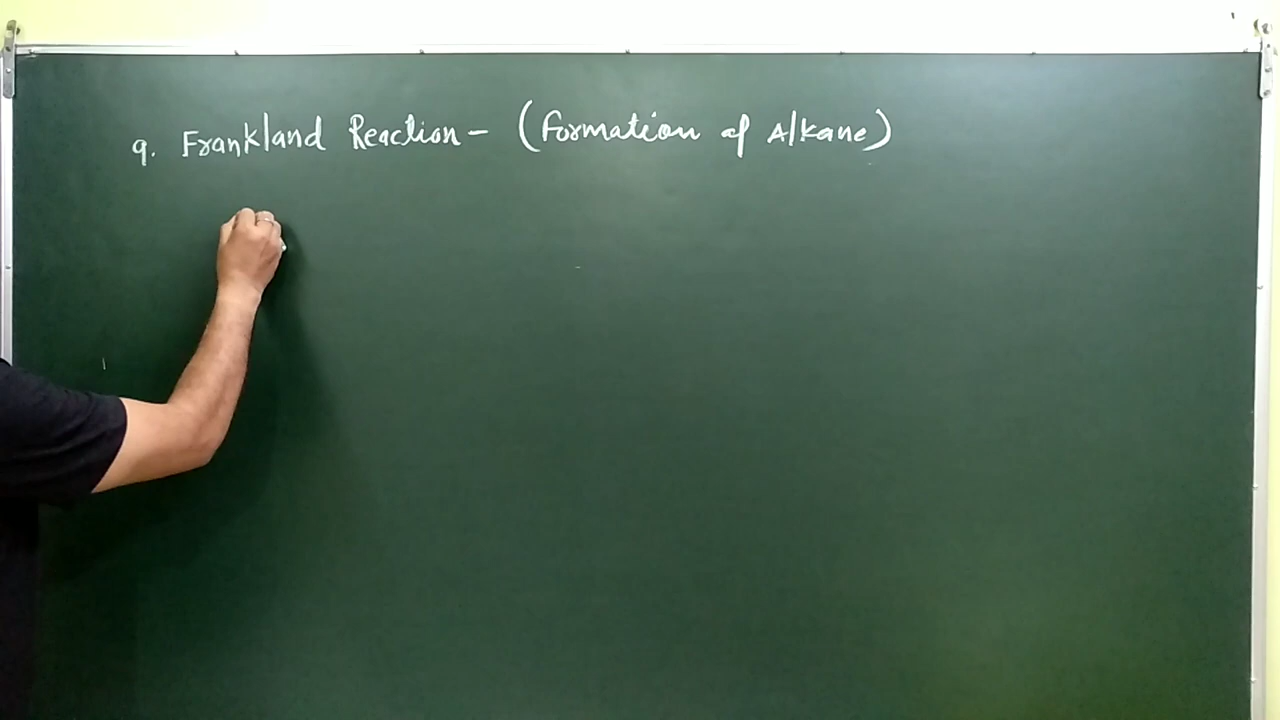 9. Frankland Reaction - (Formation of Alkane)